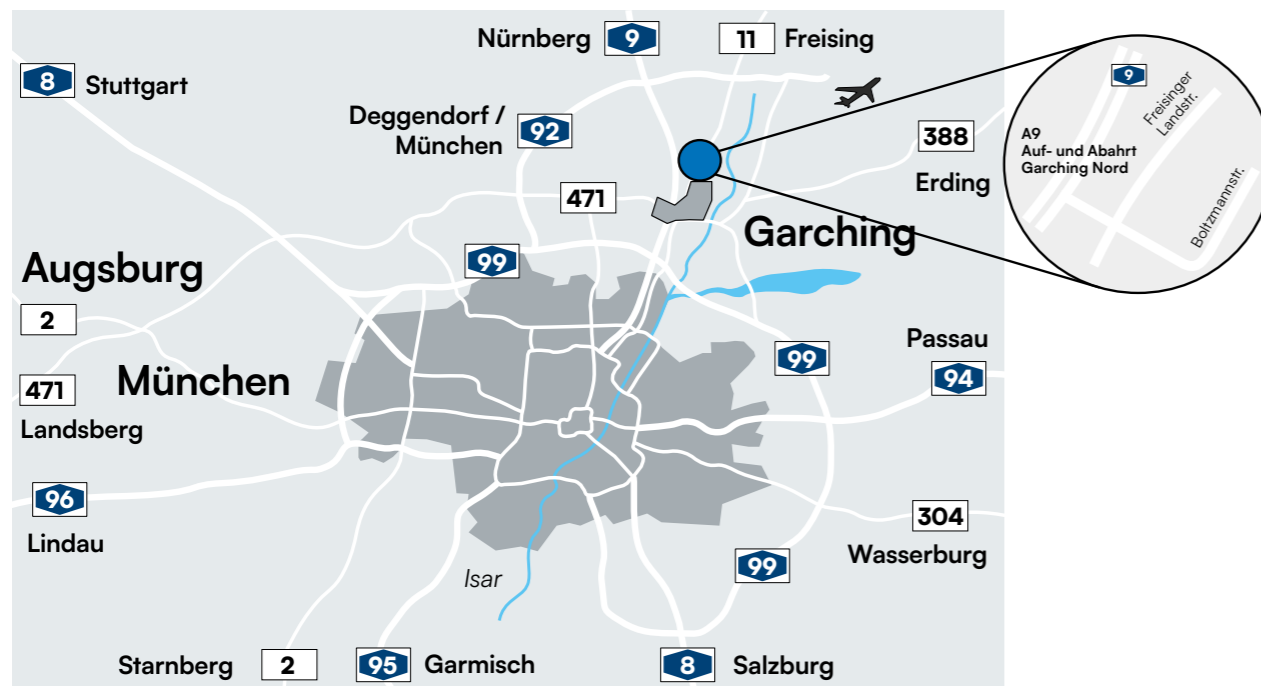 Nürnberg
9
11
Freising
8
Stuttgart
Deggendorf /
München
92
388
Erding
471
Garching
99
Augsburg
2
471
Landsberg
München
99
Passau
94
96
Lindau
304
Wasserburg
99
Isar
Starnberg
2
95
Garmisch
8
Salzburg
9
Freisinger
Landstr.
A9
Auf- und Abahrt
Garching Nord
Boltzmannstr.